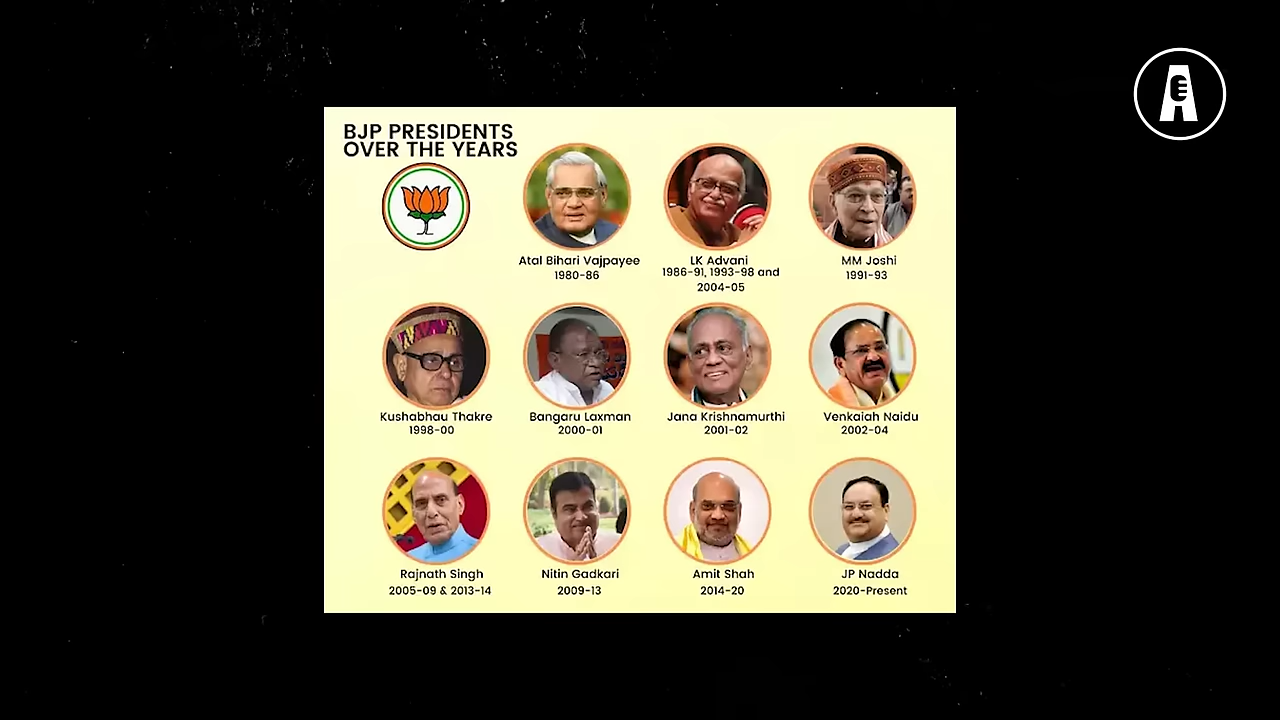 BJP PRESIDENTS
OVER THE YEARS
Atal Bihari Vajpayee
1980-86
LK Advani
1986-91, 1993-98 and
2004-05
MM Joshi
1991-93
Kushabhau Thakre
1998-00
Bangaru Laxman
2000-01
Jana Krishnamurthi
2001-02
Venkaiah Naidu
2002-04
Rajnath Singh
2005-09 & 2013-14
Nitin Gadkari
2009-13
Amit Shah
2014-20
JP Nadda
2020-Present